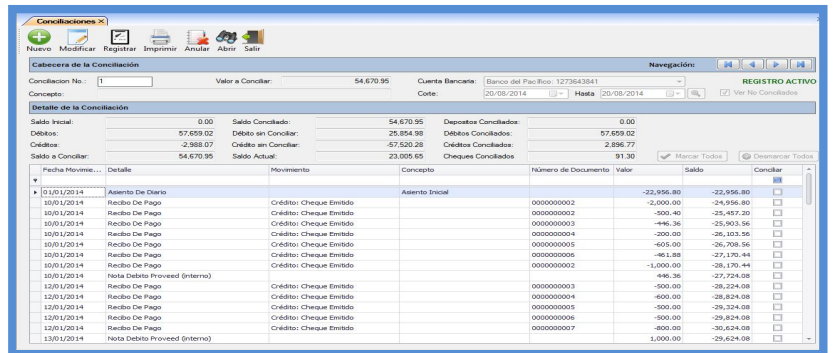 Conciliaciones
Nuevo Modificar Registrar Imprimir Anular Abrir Salir
Cabecera de la Conciliación Navegación:
Conciliacion No.: 1 Valor a Conciliar: 54,670.95 Cuenta Bancaria: Banco del Pacífico: 1273643841 REGISTRO ACTIVO
Concepto: Corte: 20/08/2014 Hasta 20/08/2014 Ver No Conciliados
Detalle de la Conciliación
Saldo Inicial: 0.00 Saldo Conciliado: 54,670.95 Depositos Conciliados: 0.00
Débitos: 57,659.02 Débito sin Conciliar: 25,854.98 Débitos Conciliados: 57,659.02
Créditos: -2,988.07 Crédito sin Conciliar: -57,520.28 Créditos Conciliados: 2,896.77
Saldo a Conciliar: 54,670.95 Saldo Actual: 23,005.65 Cheques Conciliados 91.30 Marcar Todos Desmarcar Todos
Fecha Movimie... Detalle Movimiento Concepto Número de Documento Valor Saldo Conciliar
01/01/2014 Asiento De Diario Asiento Inicial -22,956.80 -22,956.80
10/01/2014 Recibo De Pago Crédito: Cheque Emitido 0000000002 -2,000.00 -24,956.80
10/01/2014 Recibo De Pago Crédito: Cheque Emitido 0000000002 -500.40 -25,457.20
10/01/2014 Recibo De Pago Crédito: Cheque Emitido 0000000003 -446.36 -25,903.56
10/01/2014 Recibo De Pago Crédito: Cheque Emitido 0000000004 -200.00 -26,103.56
10/01/2014 Recibo De Pago Crédito: Cheque Emitido 0000000005 -605.00 -26,708.56
10/01/2014 Recibo De Pago Crédito: Cheque Emitido 0000000006 -461.88 -27,170.44
10/01/2014 Recibo De Pago Crédito: Cheque Emitido 0000000002 -1,000.00 -28,170.44
10/01/2014 Nota Debito Proveed (interno) 446.36 -27,724.08
12/01/2014 Recibo De Pago Crédito: Cheque Emitido 0000000003 -500.00 -28,224.08
12/01/2014 Recibo De Pago Crédito: Cheque Emitido 0000000004 -600.00 -28,824.08
12/01/2014 Recibo De Pago Crédito: Cheque Emitido 0000000005 -500.00 -29,324.08
12/01/2014 Recibo De Pago Crédito: Cheque Emitido 0000000006 -500.00 -29,824.08
12/01/2014 Recibo De Pago Crédito: Cheque Emitido 0000000007 -800.00 -30,624.08
13/01/2014 Nota Debito Proveed (interno) 1,000.00 -29,624.08